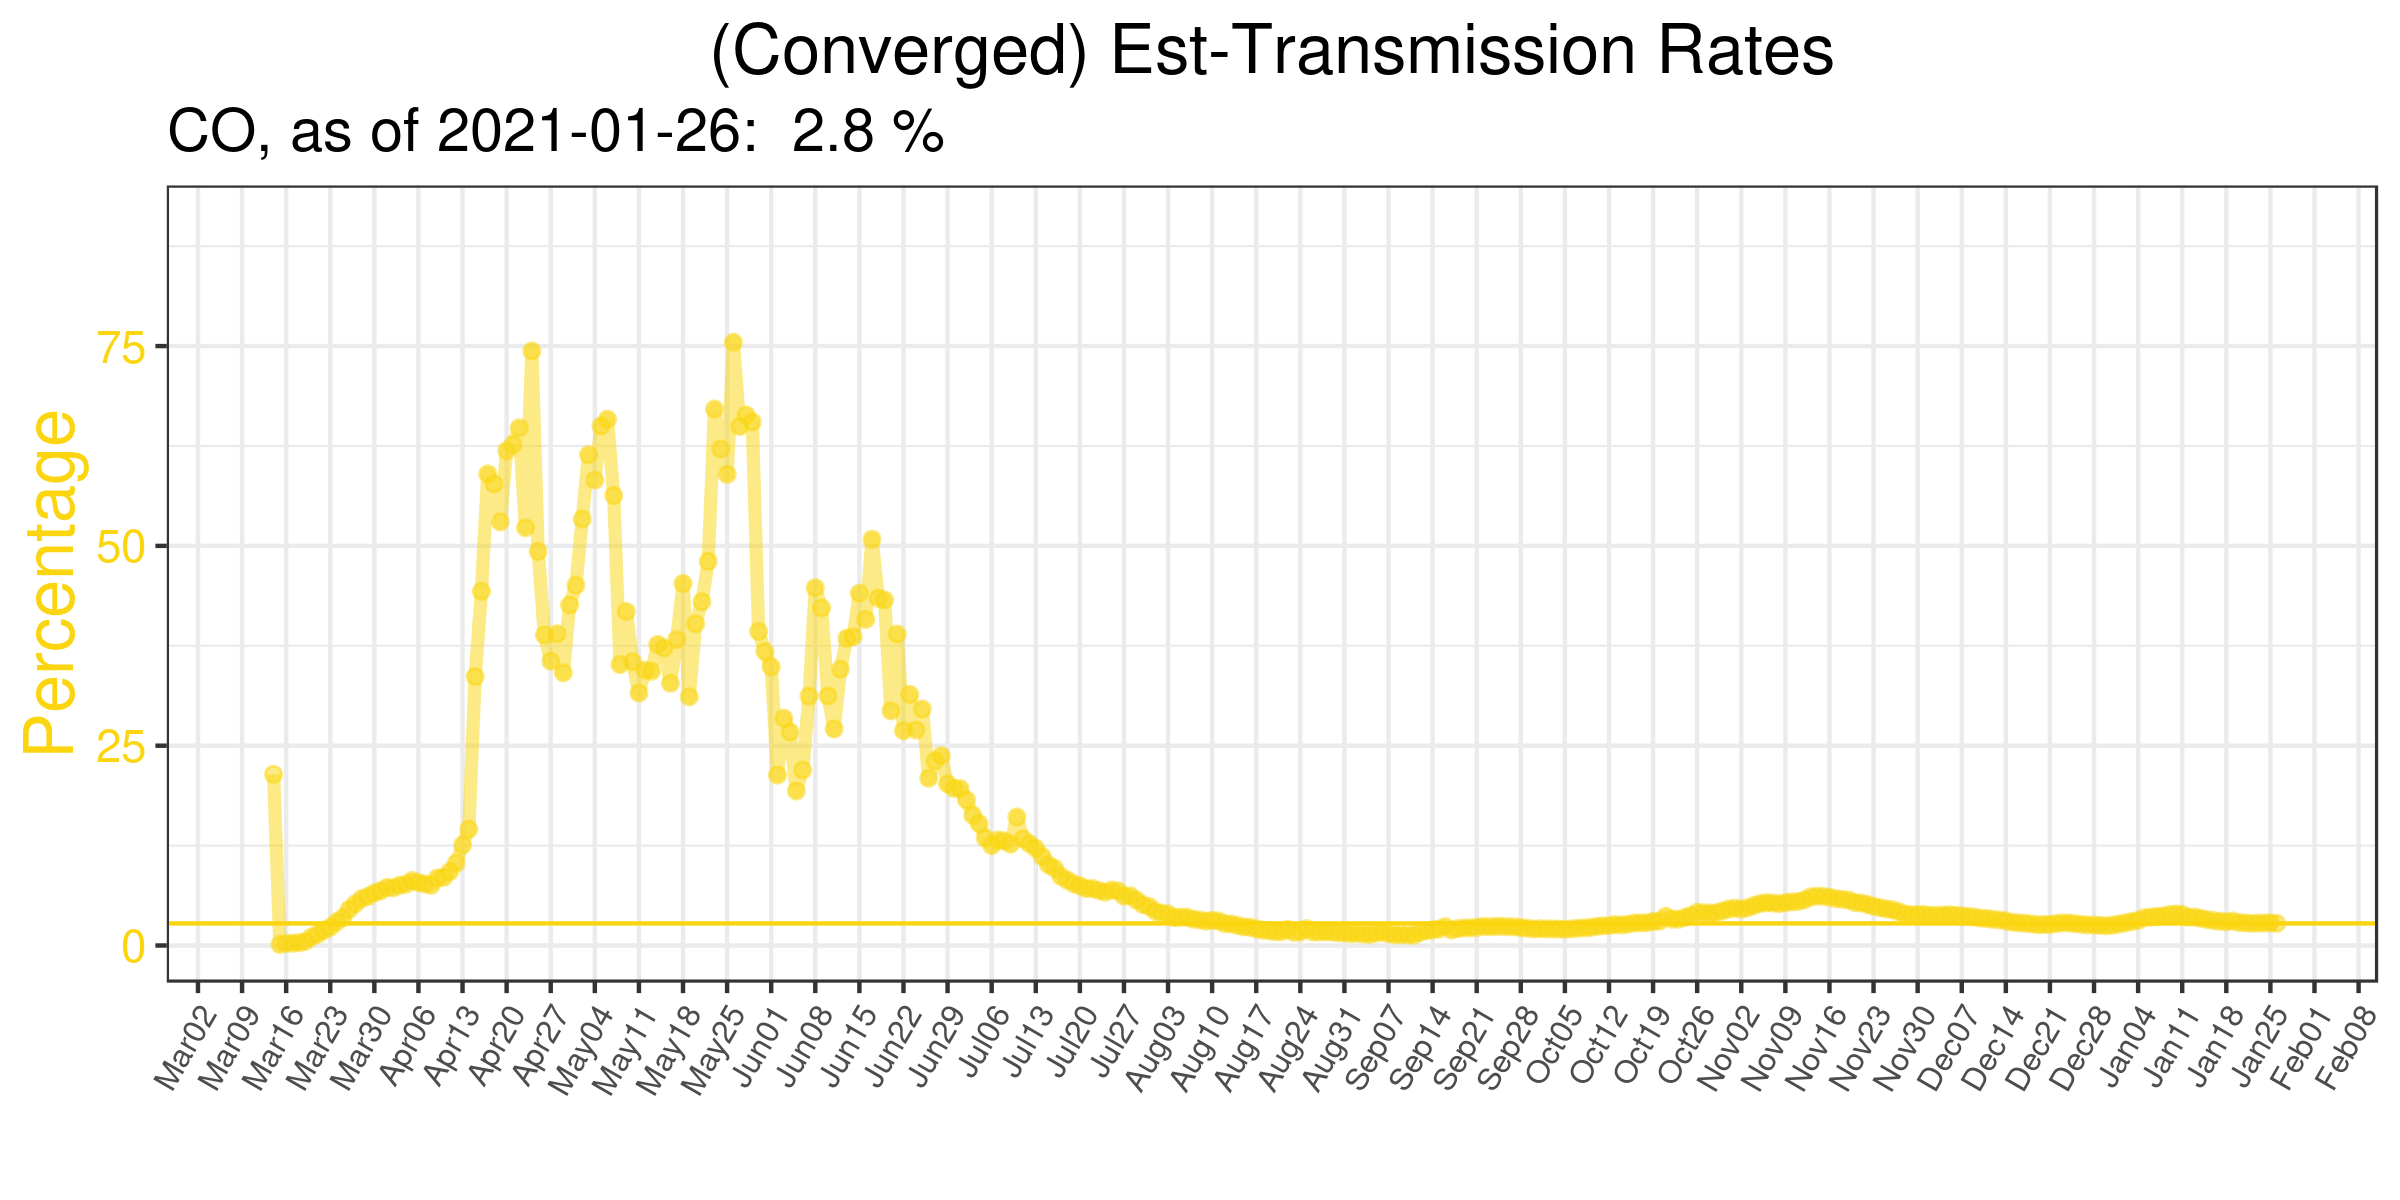 (Converged) Est-Transmission Rates
CO, as of 2021-01-26:  2.8 %
Percentage
75
50
25
0
Mar02
Mar09
Mar16
Mar23
Mar30
Apr06
Apr13
Apr20
Apr27
May04
May11
May18
May25
Jun01
Jun08
Jun15
Jun22
Jun29
Jul06
Jul13
Jul20
Jul27
Aug03
Aug10
Aug17
Aug24
Aug31
Sep07
Sep14
Sep21
Sep28
Oct05
Oct12
Oct19
Oct26
Nov02
Nov09
Nov16
Nov23
Nov30
Dec07
Dec14
Dec21
Dec28
Jan04
Jan11
Jan18
Jan25
Feb01
Feb08